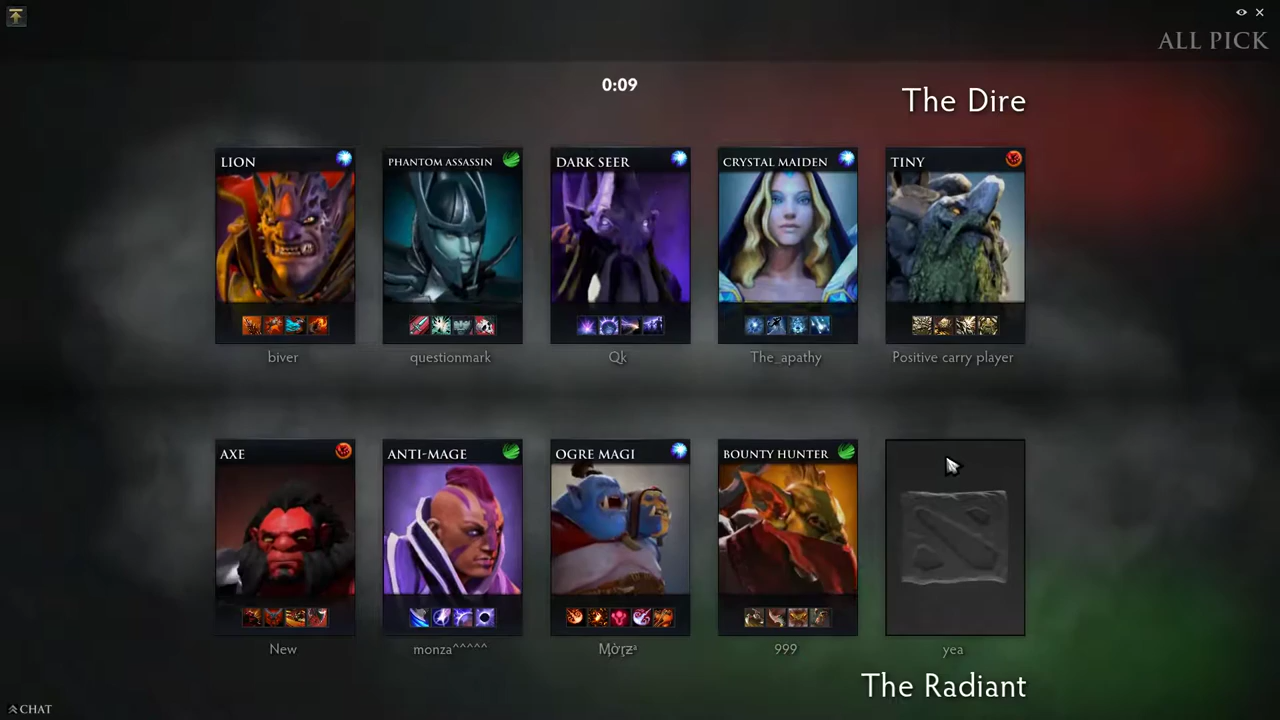 ALL PICK
0:09
The Dire
LION
PHANTOM ASSASSIN
DARK SEER
CRYSTAL MAIDEN
TINY
biver
questionmark
Qk
The_apathy
Positive carry player
AXE
ANTI-MAGE
OGRE MAGI
BOUNTY HUNTER
New
monza^^^^^
999
yea
The Radiant
CHAT